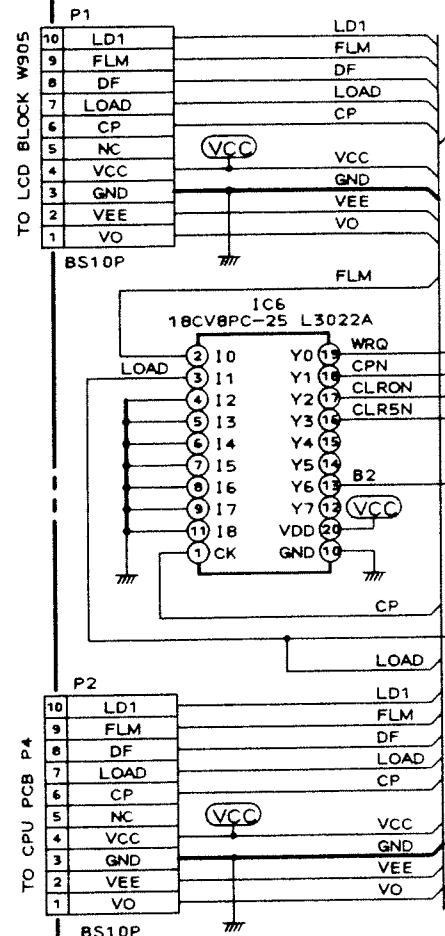 P1
TO LCD BLOCK W905
10 LD1 LD1
9 FLM FLM
8 DF DF
7 LOAD LOAD
6 CP CP
5 NC VCC
4 VCC VCC
3 GND GND
2 VEE VEE
1 VO VO
BS10P
FLM
IC6
18CV8PC-25 L3022A
LOAD
2 I0 Y0 19 WRQ
3 I1 Y1 18 CPN
4 I2 Y2 17 CLRON
5 I3 Y3 16 CLR5N
6 I4 Y4 15
7 I5 Y5 14
8 I6 Y6 13 B2
9 I7 Y7 12 VCC
11 I8 VDD 20
1 CK GND 10
CP
LOAD
P2
TO CPU PCB P4
10 LD1 LD1
9 FLM FLM
8 DF DF
7 LOAD LOAD
6 CP CP
5 NC VCC
4 VCC VCC
3 GND GND
2 VEE VEE
1 VO VO
BS10P